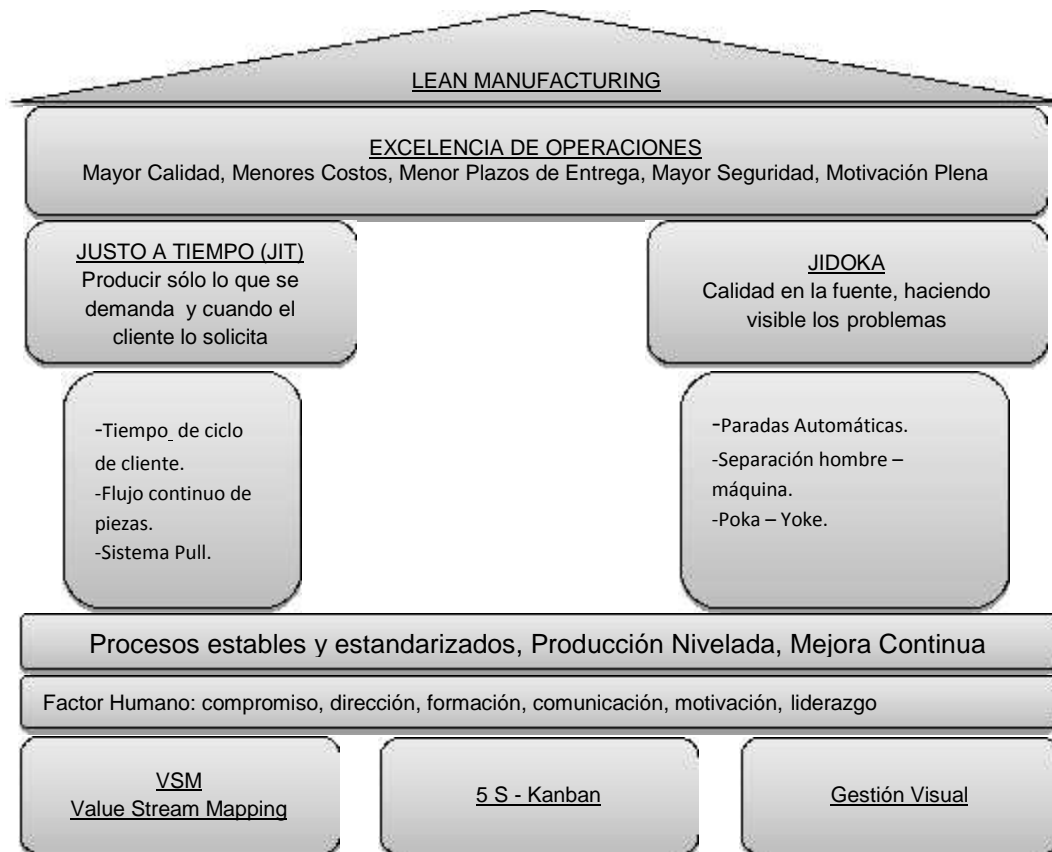 LEAN MANUFACTURING
EXCELENCIA DE OPERACIONES
Mayor Calidad, Menores Costos, Menor Plazos de Entrega, Mayor Seguridad, Motivación Plena
JUSTO A TIEMPO (JIT)
Producir sólo lo que se
demanda y cuando el
cliente lo solicita
JIDOKA
Calidad en la fuente, haciendo
visible los problemas
-Tiempo de ciclo
de cliente.
-Flujo continuo de
piezas.
-Sistema Pull.
-Paradas Automáticas.
-Separación hombre –
máquina.
-Poka – Yoke.
Procesos estables y estandarizados, Producción Nivelada, Mejora Continua
Factor Humano: compromiso, dirección, formación, comunicación, motivación, liderazgo
VSM
Value Stream Mapping
5 S - Kanban
Gestión Visual